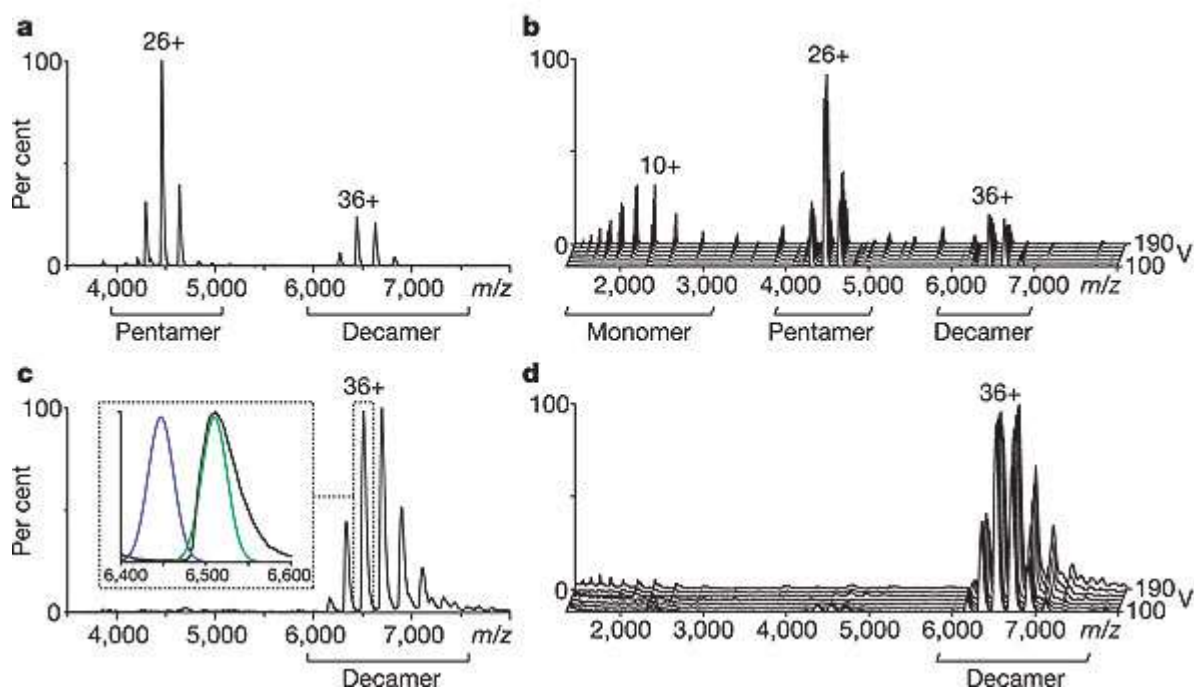 a
26+
100
Per cent
36+
0
4,000 5,000 6,000 7,000 m/z
Pentamer Decamer
b
26+
100
10+
36+
0
190
100 V
2,000 3,000 4,000 5,000 6,000 7,000 m/z
Monomer Pentamer Decamer
c
36+
100
Per cent
6,400 6,500 6,600
0
4,000 5,000 6,000 7,000 m/z
Decamer
d
36+
100
0
190
100 V
2,000 3,000 4,000 5,000 6,000 7,000 m/z
Decamer